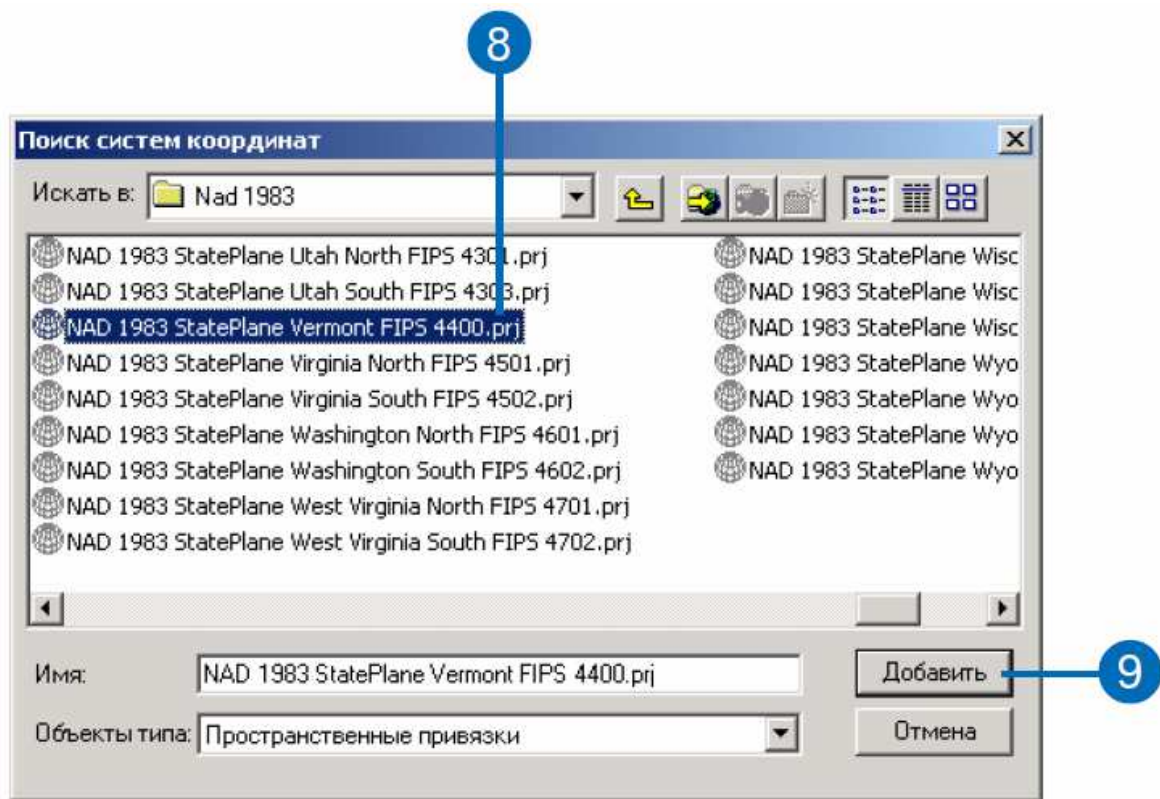 8
Поиск систем координат
Искать в: Nad 1983
NAD 1983 StatePlane Utah North FIPS 4301.prj
NAD 1983 StatePlane Utah South FIPS 4303.prj
NAD 1983 StatePlane Vermont FIPS 4400.prj
NAD 1983 StatePlane Virginia North FIPS 4501.prj
NAD 1983 StatePlane Virginia South FIPS 4502.prj
NAD 1983 StatePlane Washington North FIPS 4601.prj
NAD 1983 StatePlane Washington South FIPS 4602.prj
NAD 1983 StatePlane West Virginia North FIPS 4701.prj
NAD 1983 StatePlane West Virginia South FIPS 4702.prj
NAD 1983 StatePlane Wisc
NAD 1983 StatePlane Wisc
NAD 1983 StatePlane Wisc
NAD 1983 StatePlane Wyo
NAD 1983 StatePlane Wyo
NAD 1983 StatePlane Wyo
NAD 1983 StatePlane Wyo
Имя: NAD 1983 StatePlane Vermont FIPS 4400.prj
Добавить
9
Объекты типа: Пространственные привязки
Отмена